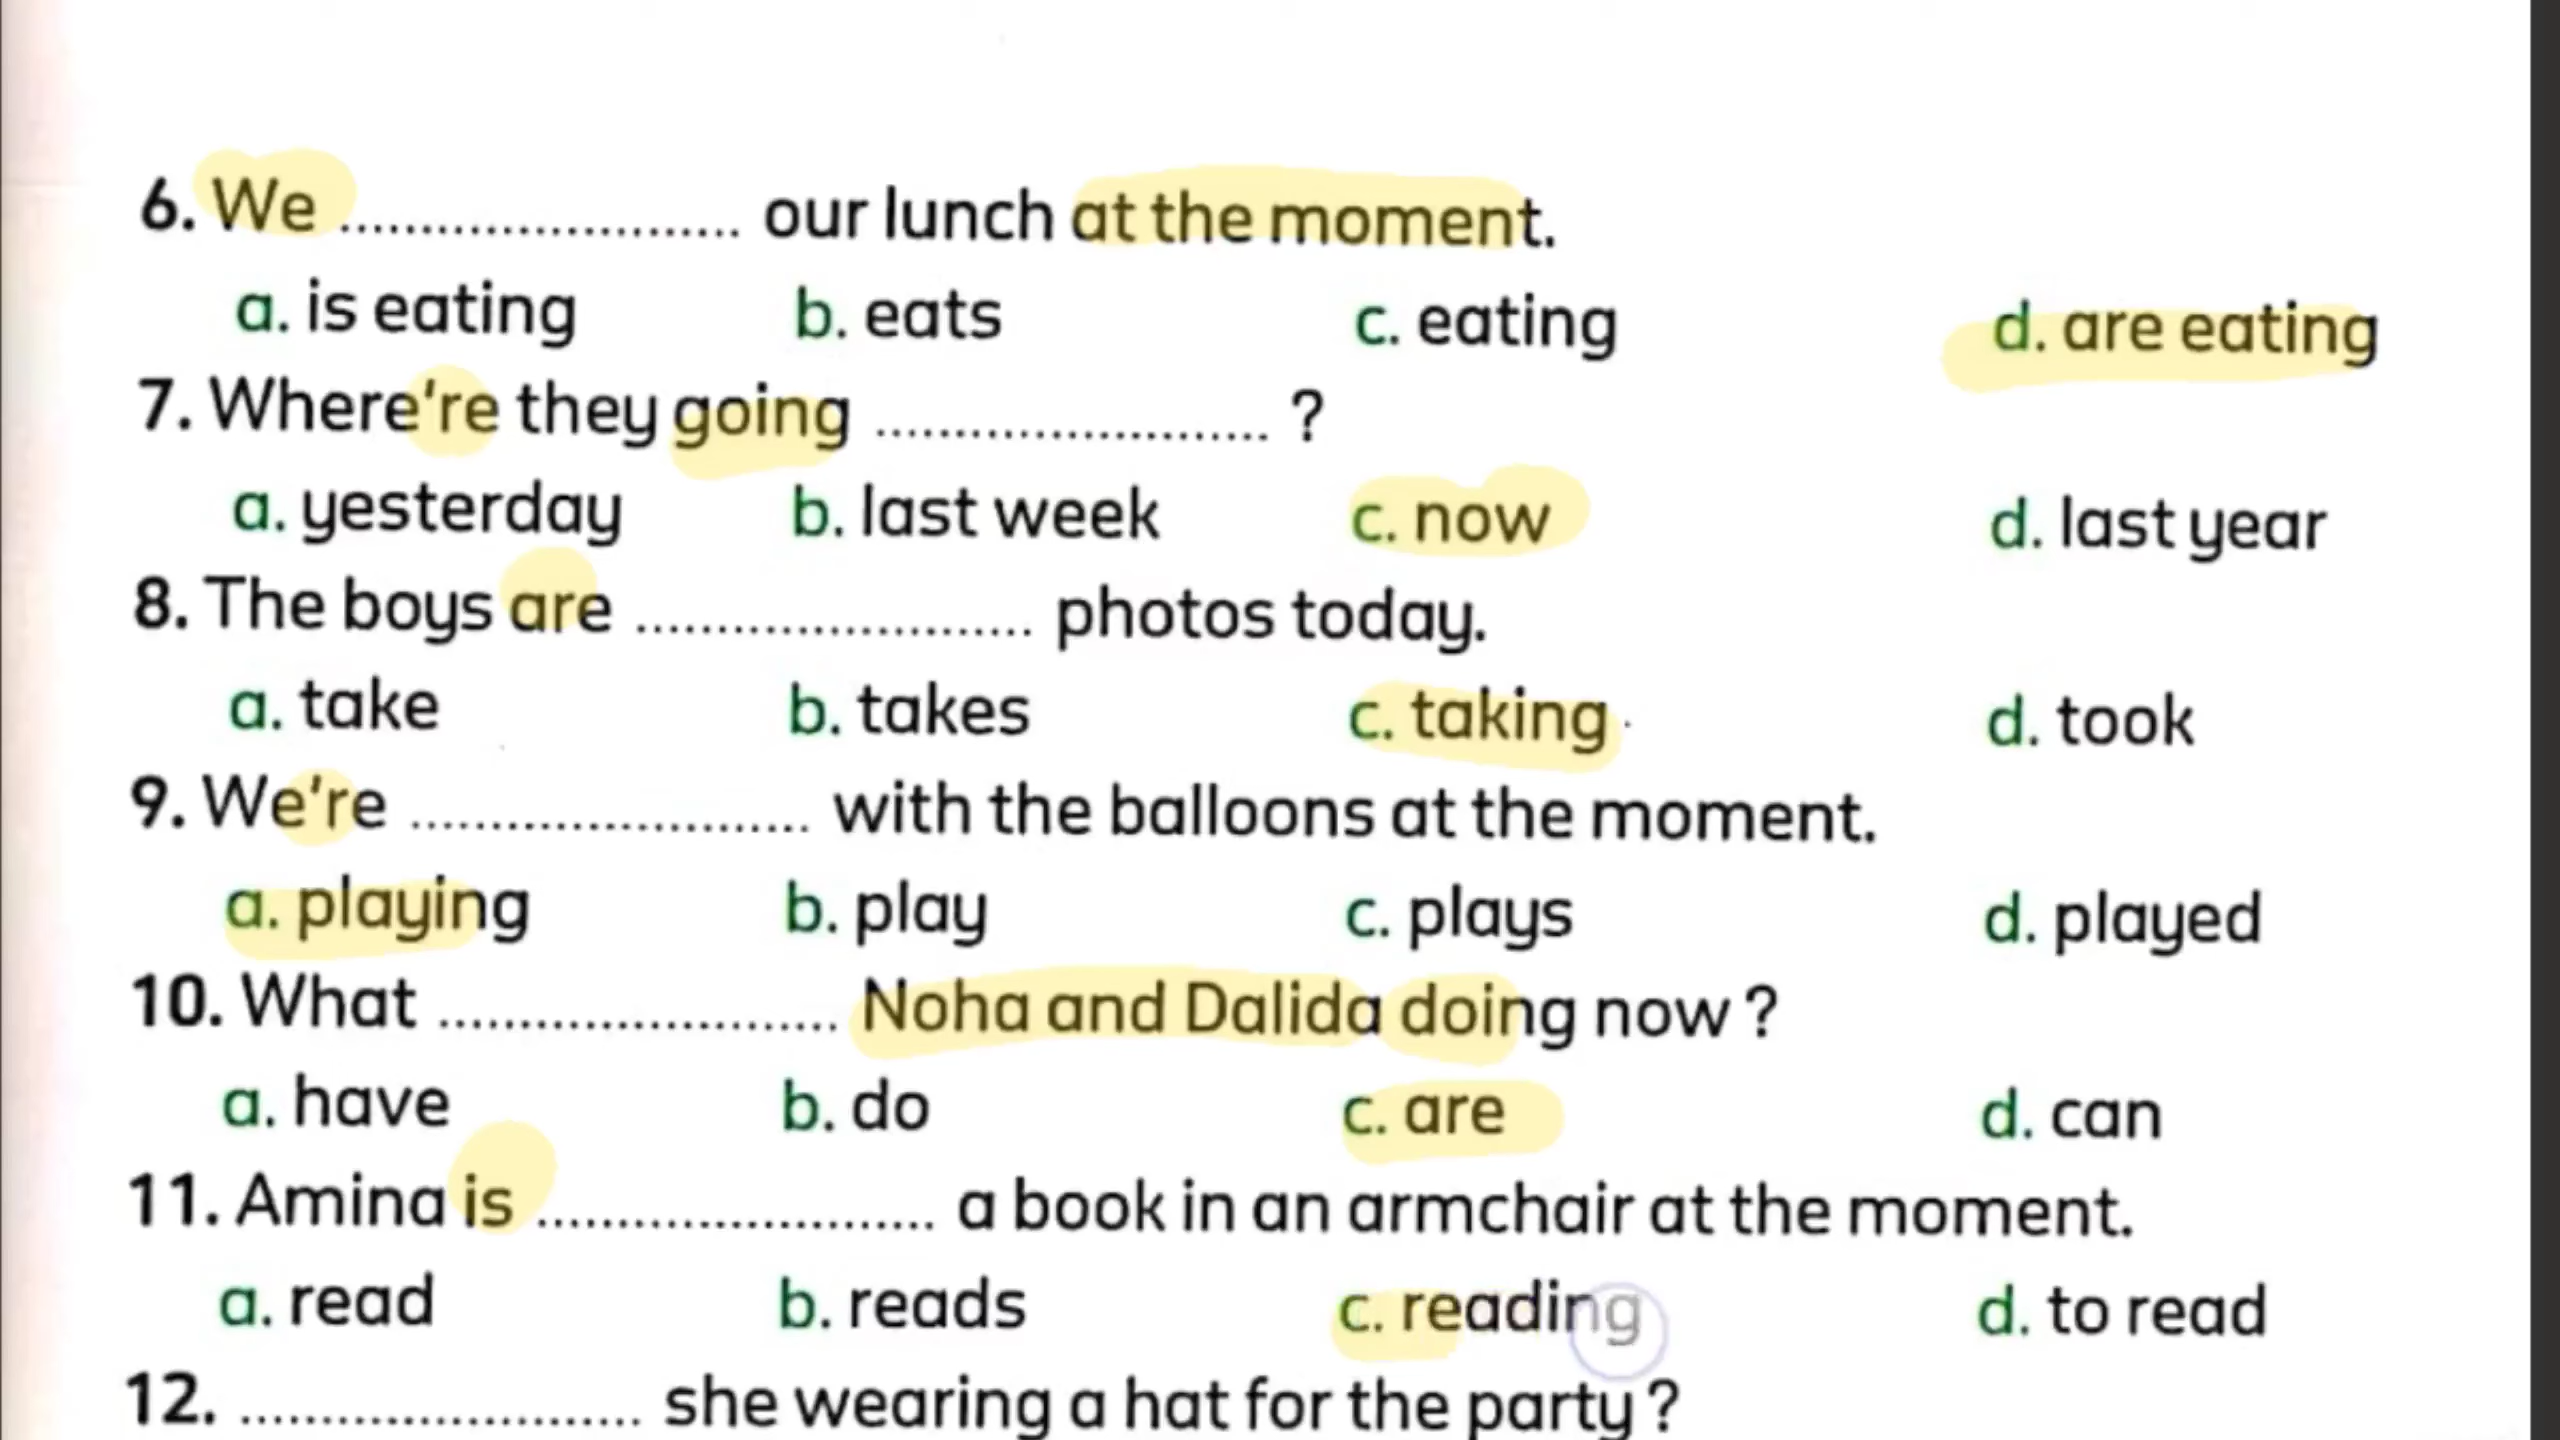 6. We ......................... our lunch at the moment.
a. is eating b. eats c. eating d. are eating
7. Where're they going ......................... ?
a. yesterday b. last week c. now d. last year
8. The boys are ......................... photos today.
a. take b. takes c. taking d. took
9. We're ......................... with the balloons at the moment.
a. playing b. play c. plays d. played
10. What ......................... Noha and Dalida doing now ?
a. have b. do c. are d. can
11. Amina is ......................... a book in an armchair at the moment.
a. read b. reads c. reading d. to read
12. ......................... she wearing a hat for the party ?